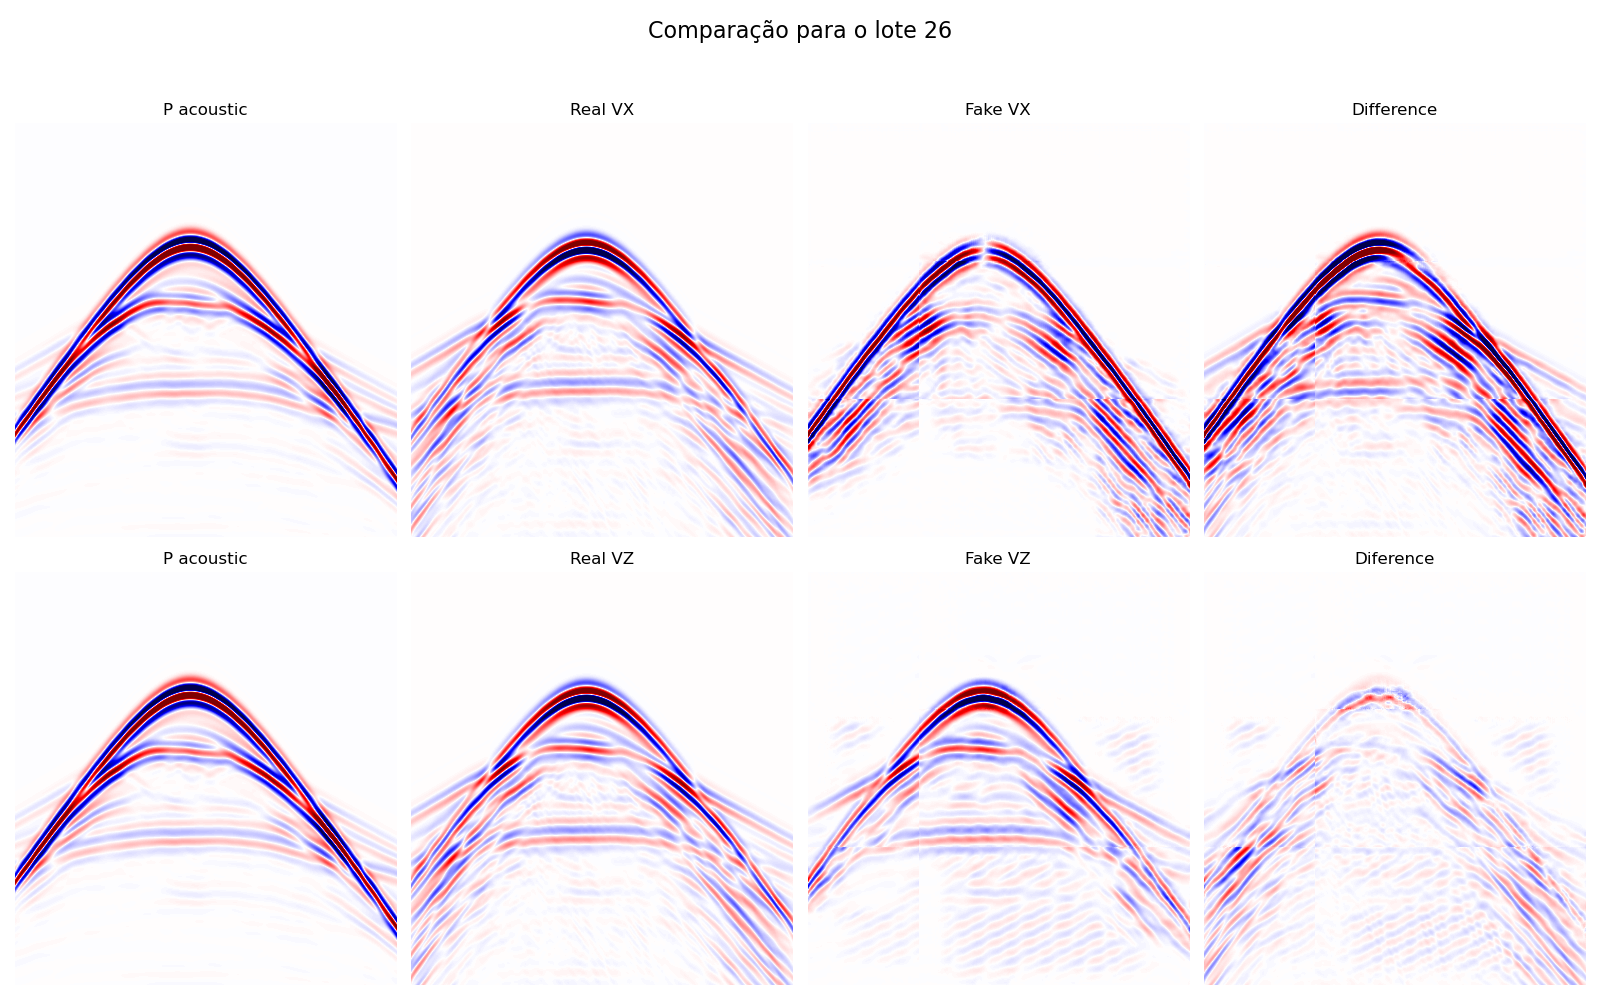 Comparação para o lote 26
P acoustic
Real VX
Fake VX
Difference
P acoustic
Real VZ
Fake VZ
Diference